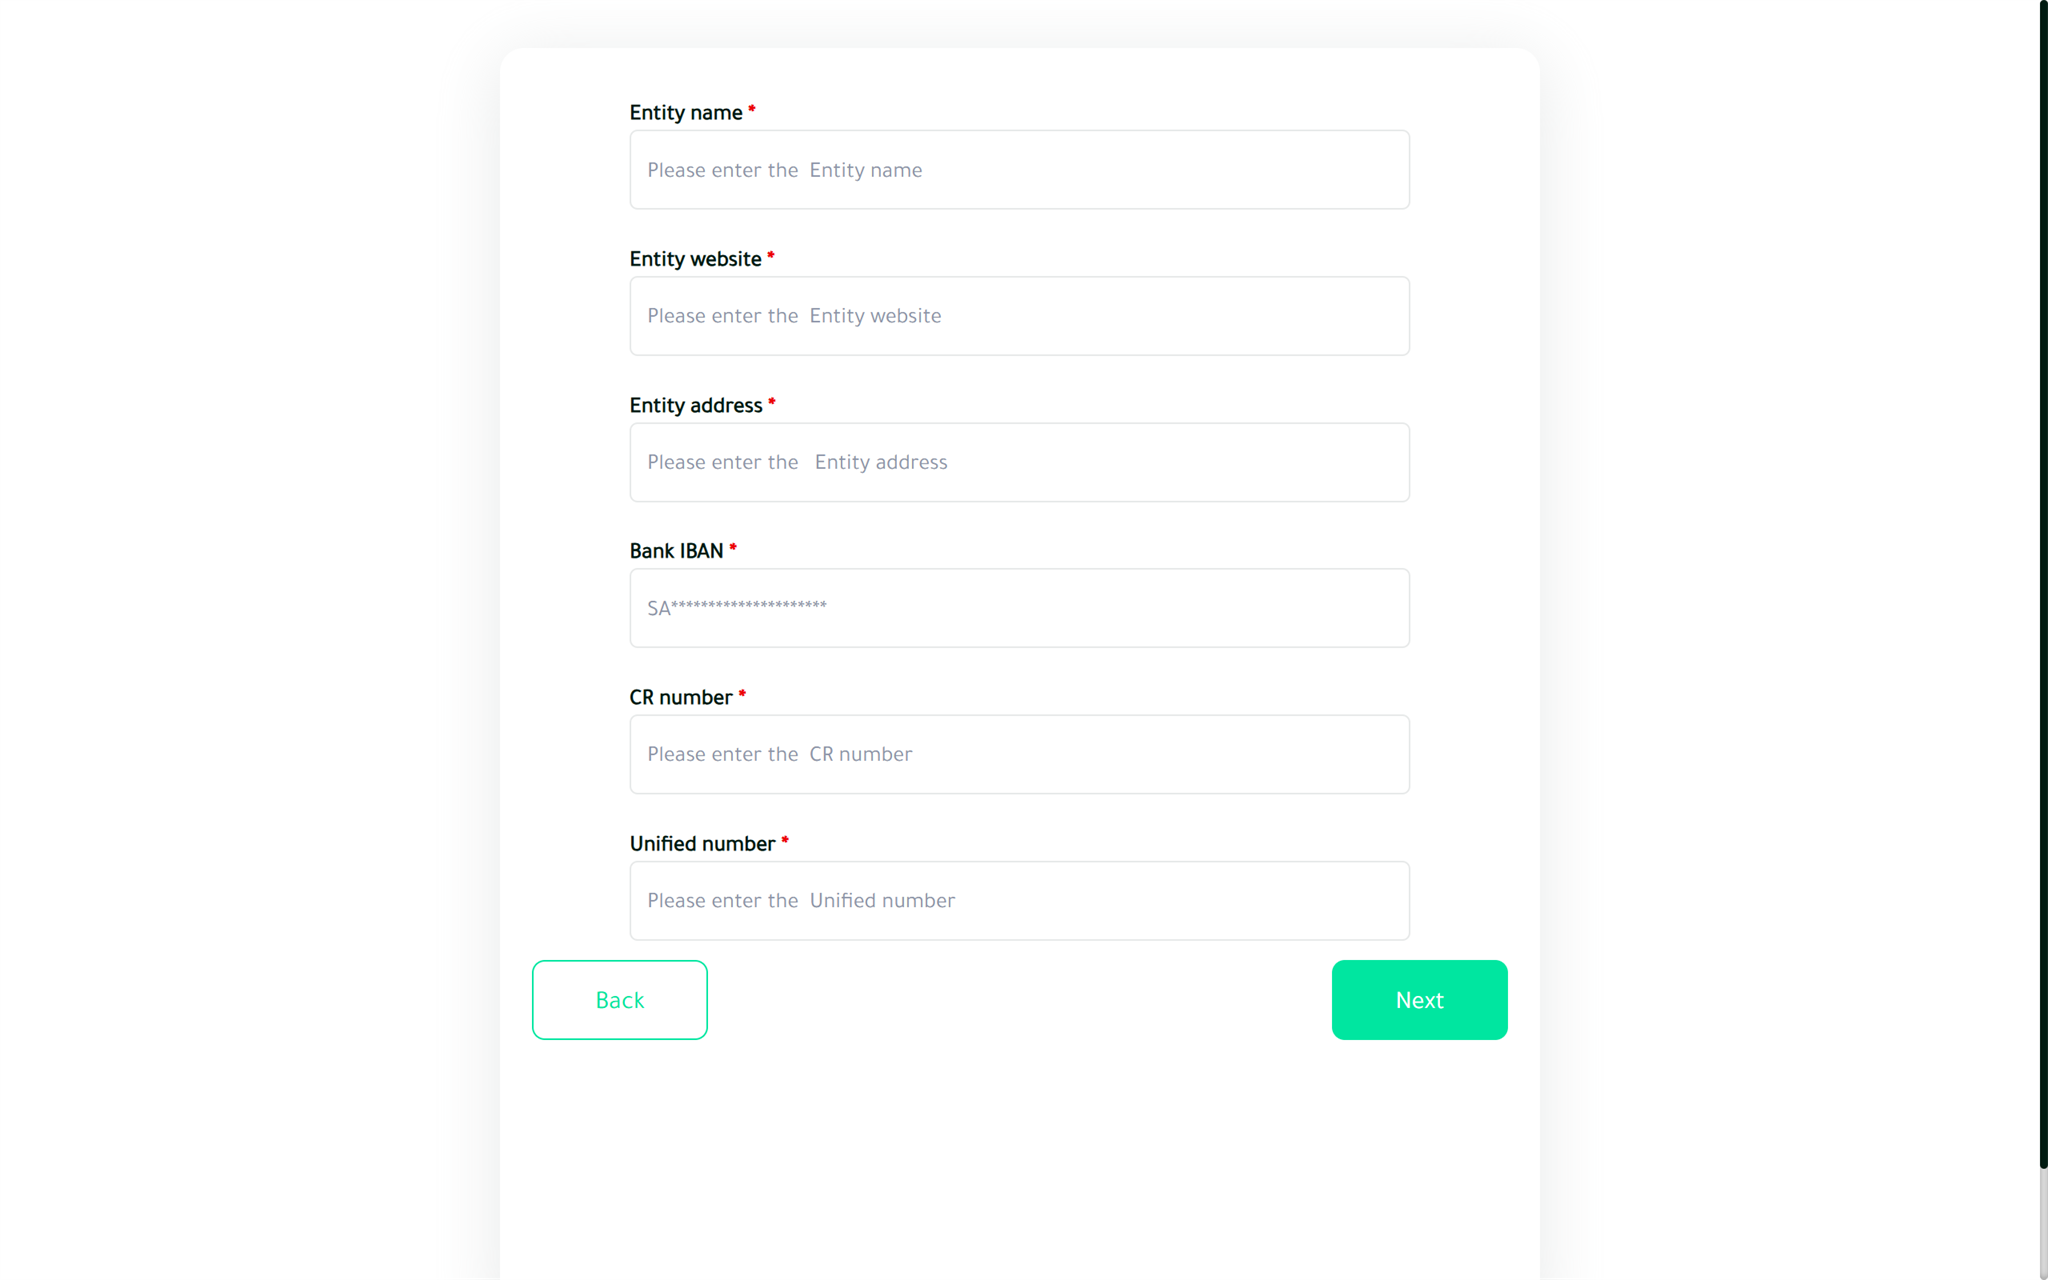 Entity name *
Please enter the  Entity name
Entity website *
Please enter the  Entity website
Entity address *
Please enter the   Entity address
Bank IBAN *
SA**********************
CR number *
Please enter the  CR number
Unified number *
Please enter the  Unified number
Back
Next